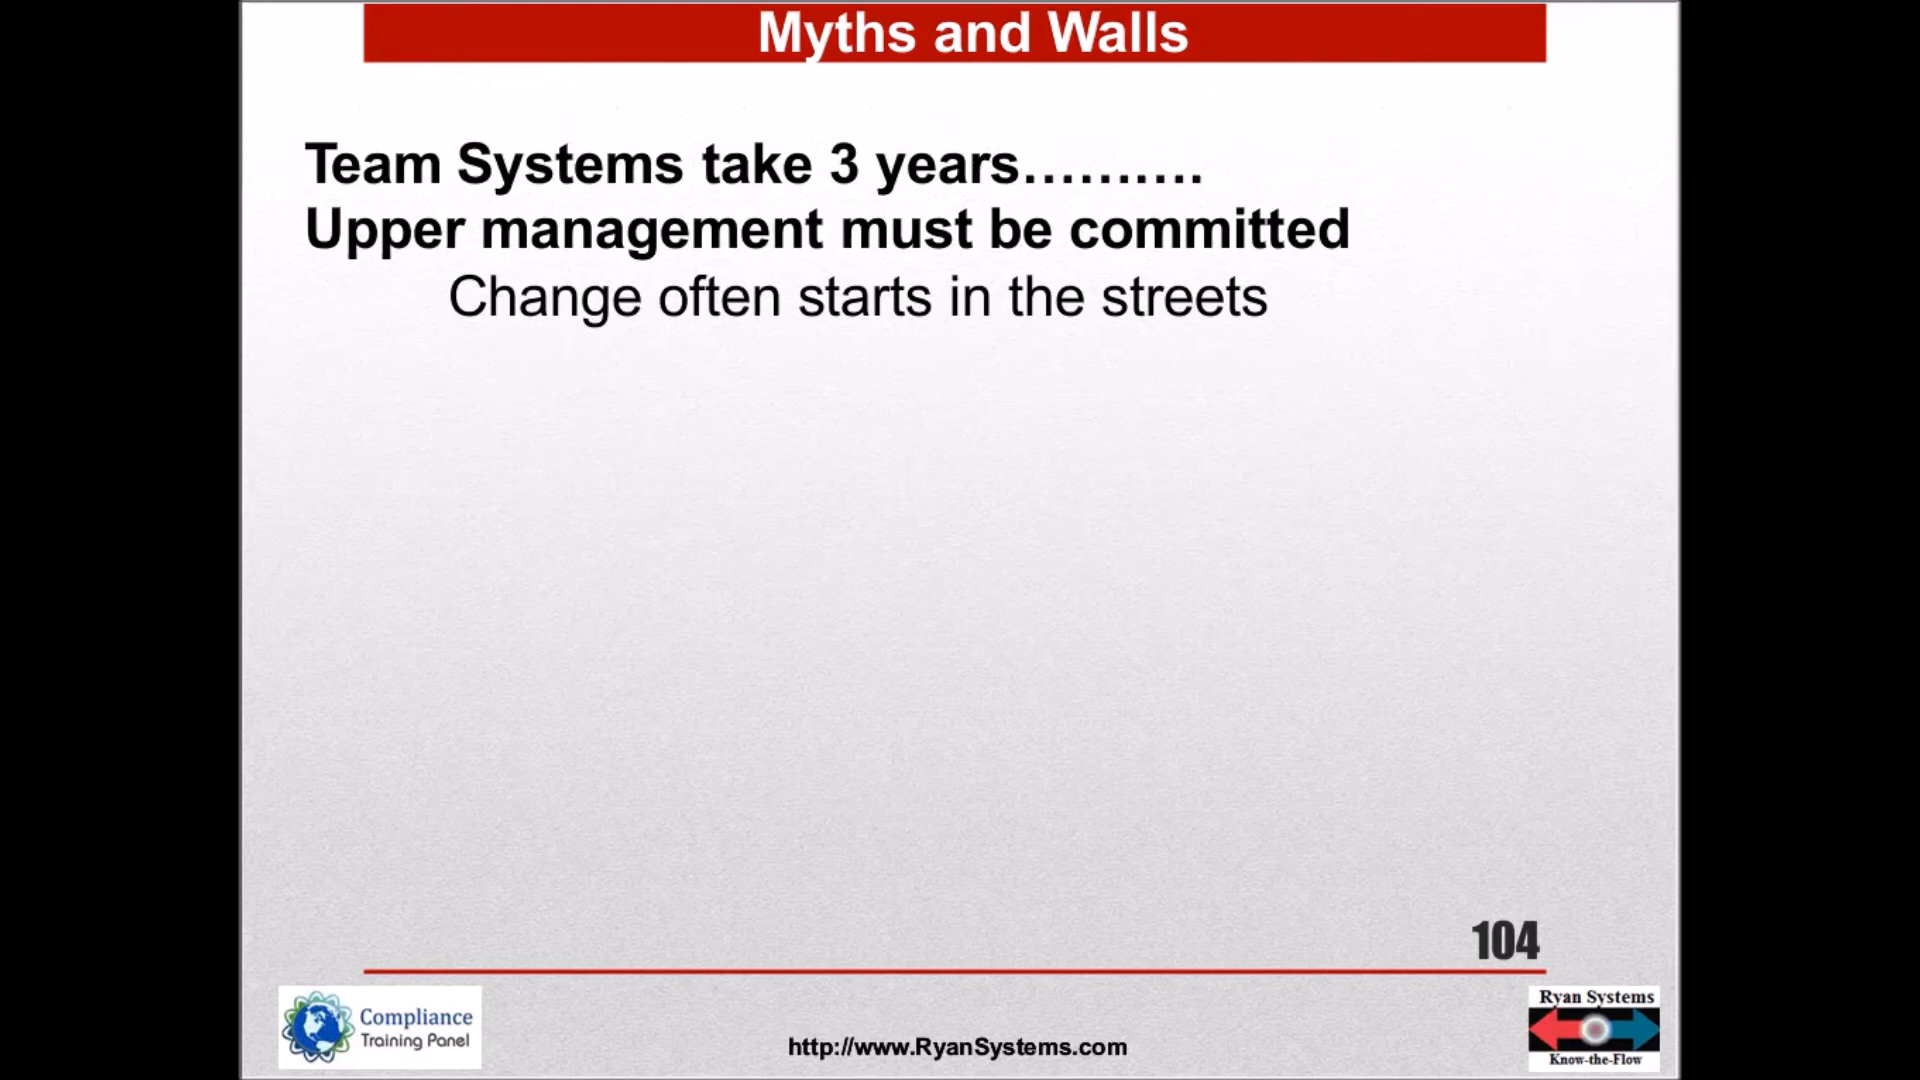 Myths and Walls
Team Systems take 3 years..........
Upper management must be committed
Change often starts in the streets
104
Compliance
Training Panel
http://www.RyanSystems.com
Ryan Systems
Know-the-Flow